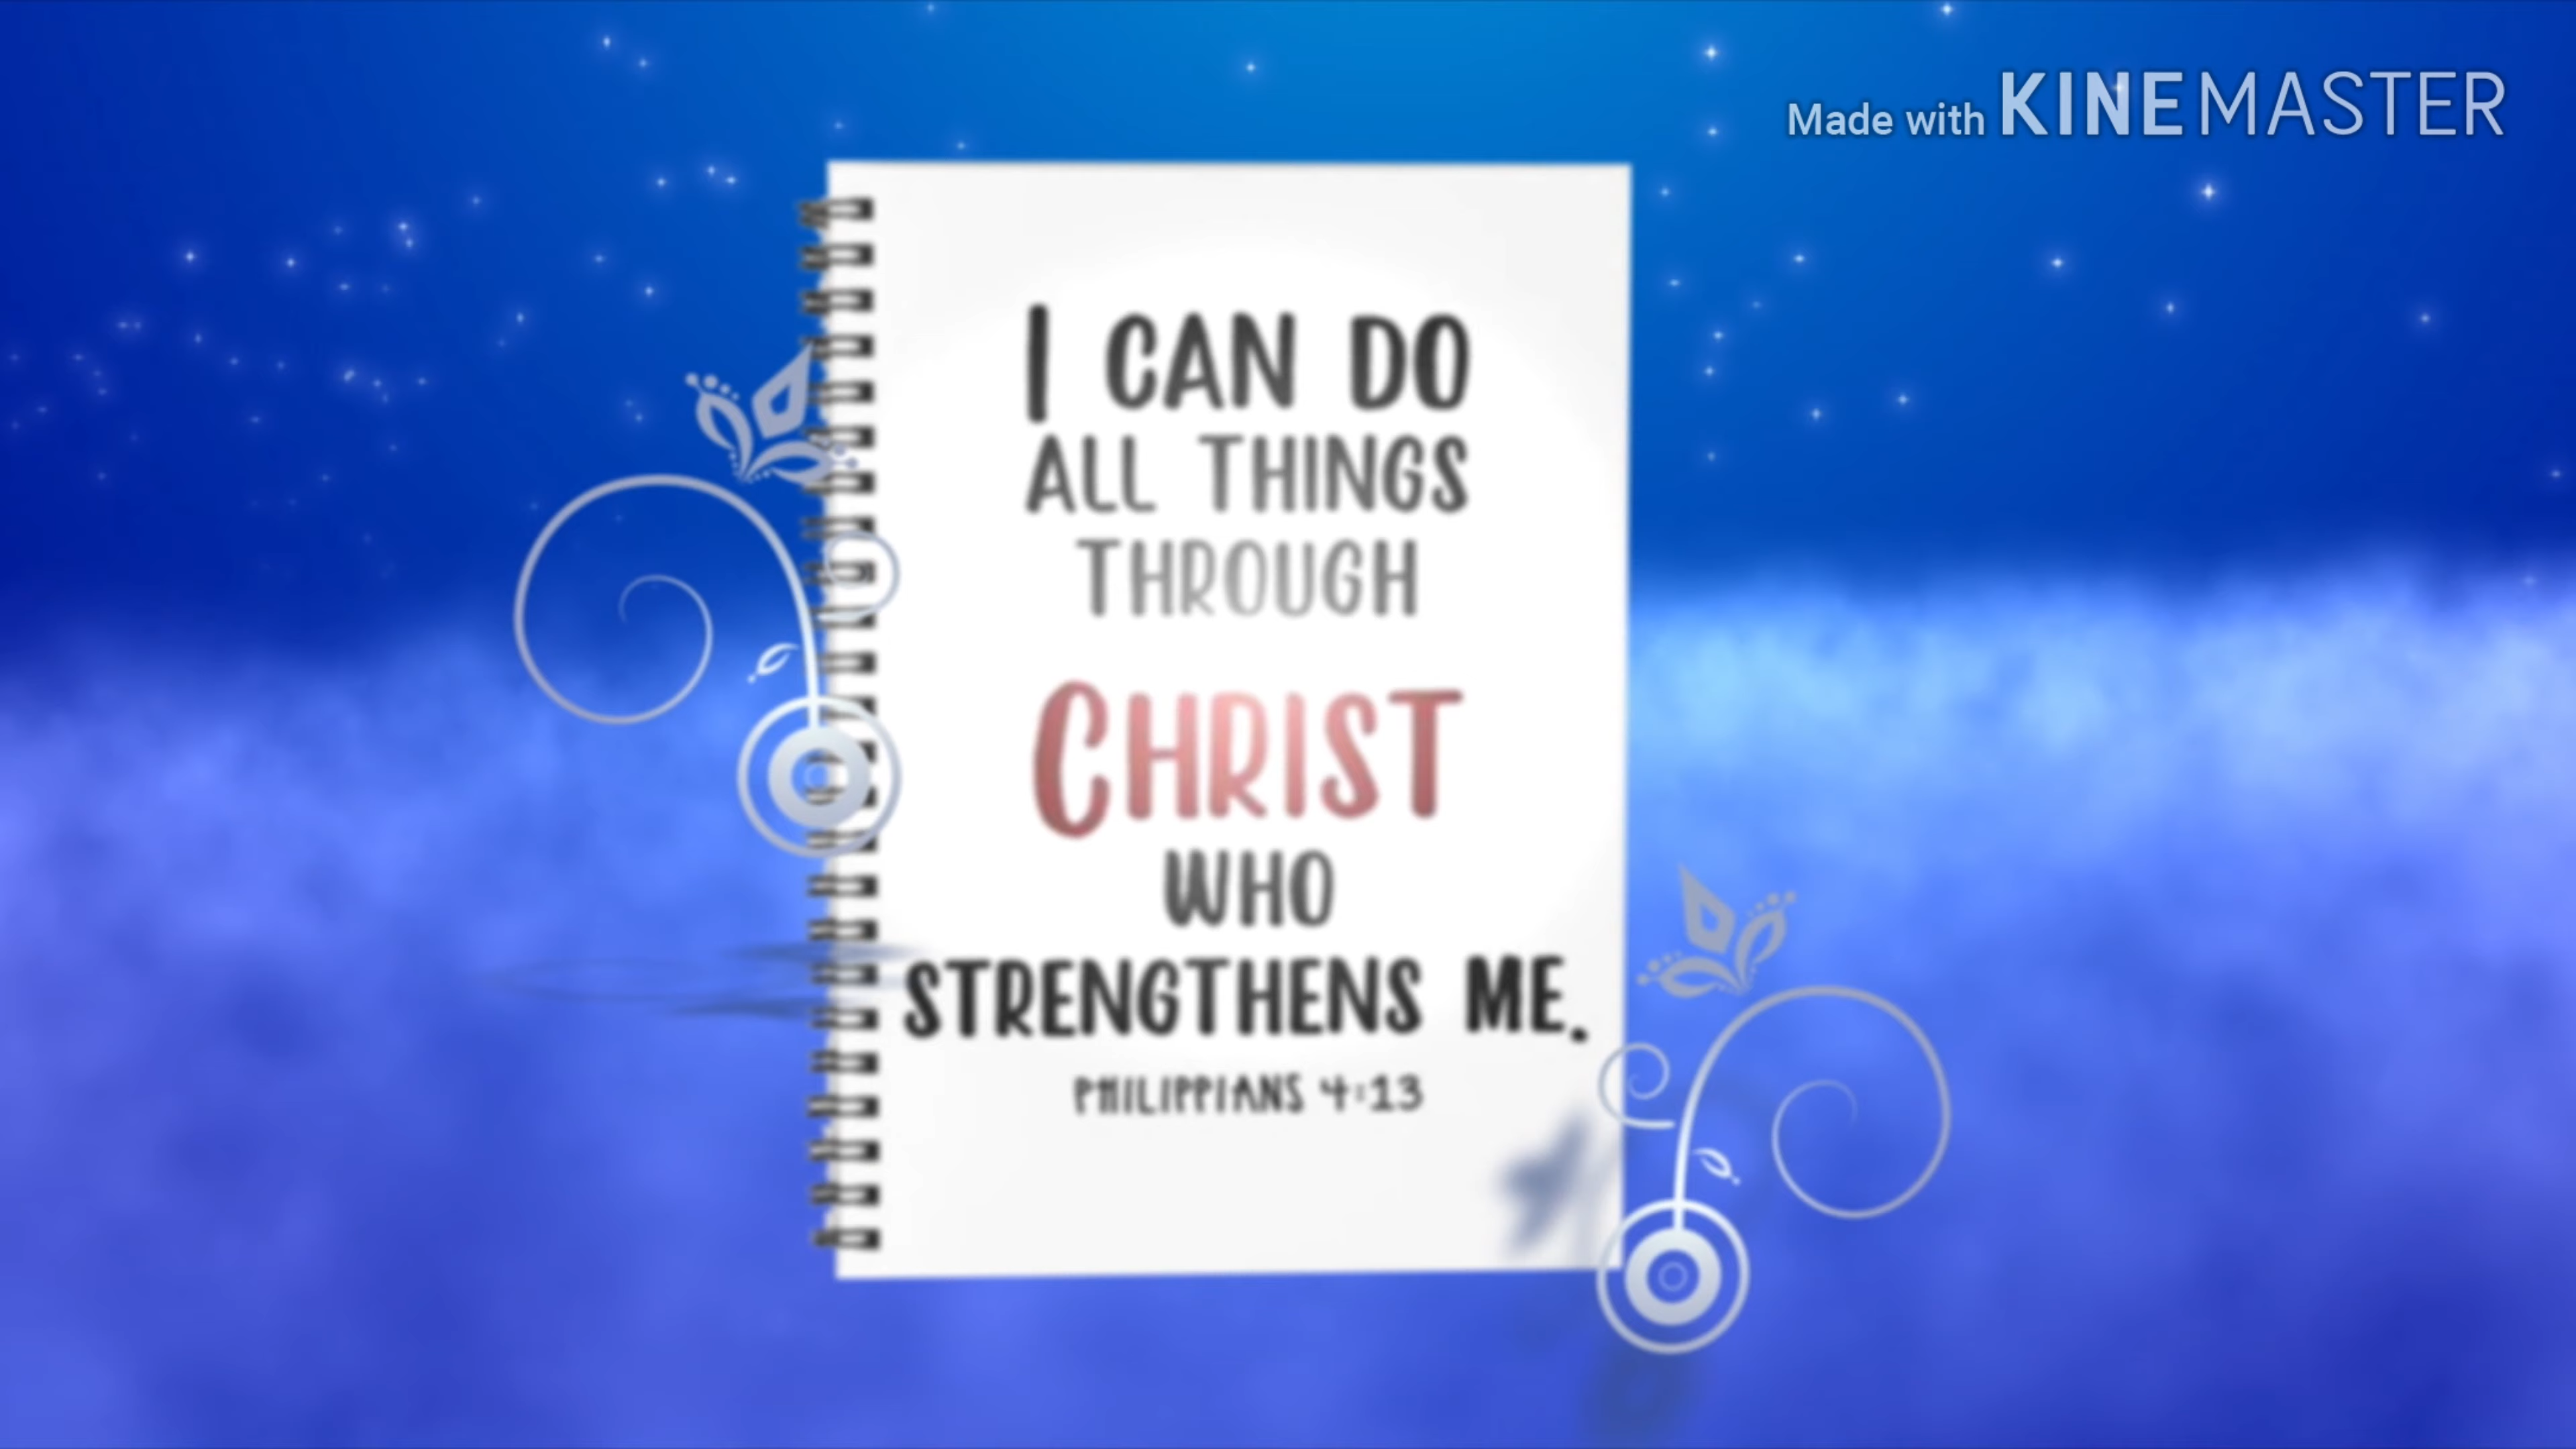 Made with KINEMASTER
I CAN DO
ALL THINGS
THROUGH
CHRIST
WHO
STRENGTHENS ME.
PHILIPPIANS 4:13